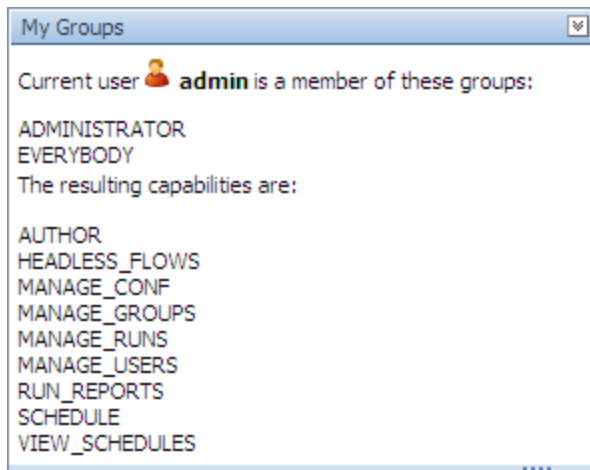 My Groups
Current user admin is a member of these groups:
ADMINISTRATOR
EVERYBODY
The resulting capabilities are:
AUTHOR
HEADLESS_FLOWS
MANAGE_CONF
MANAGE_GROUPS
MANAGE_RUNS
MANAGE_USERS
RUN_REPORTS
SCHEDULE
VIEW_SCHEDULES